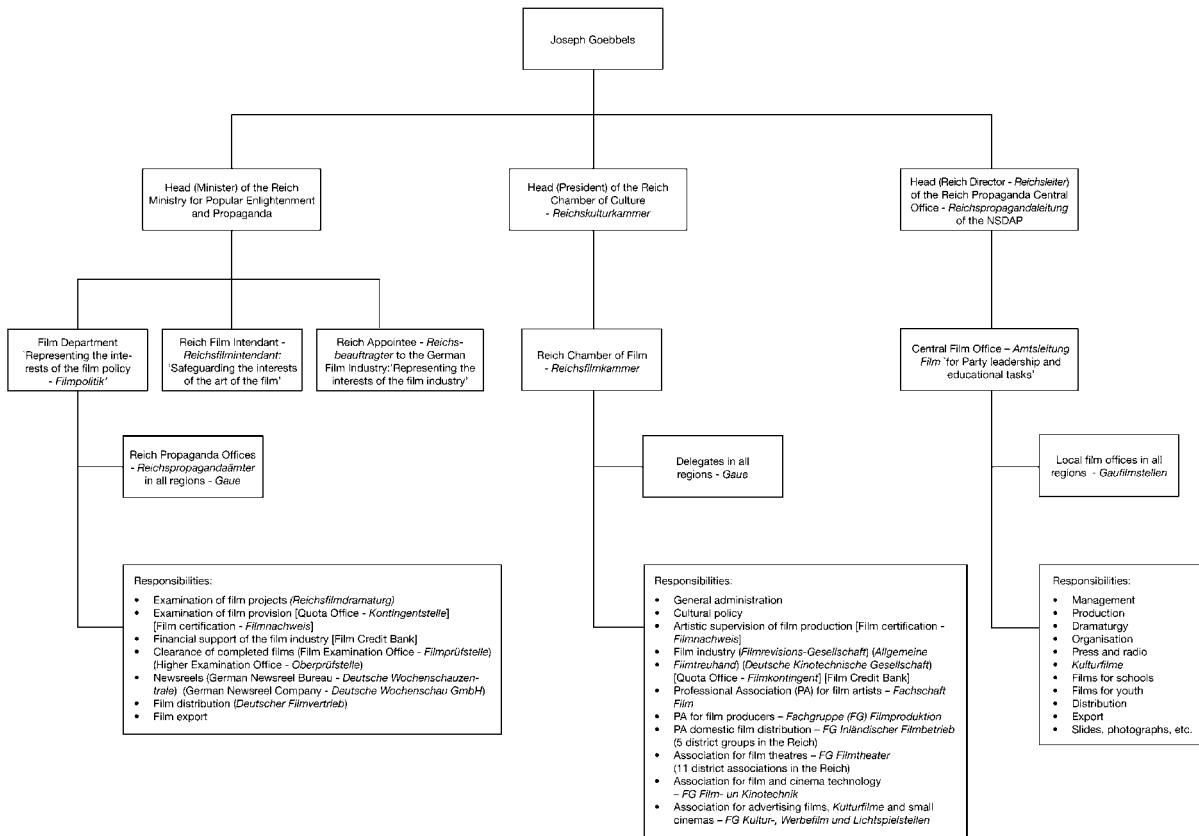 Joseph Goebbels
Head (Minister) of the Reich
Ministry for Popular Enlightenment
and Propaganda
Head (President) of the Reich
Chamber of Culture
- Reichskulturkammer
Head (Reich Director - Reichsleiter)
of the Reich Propaganda Central
Office - Reichspropagandaleitung
of the NSDAP
Film Department
`Representing the inte-
rests of the film policy
- Filmpolitik'
Reich Film Intendant -
Reichsfilmintendant:
'Safeguarding the interests
of the art of the film'
Reich Appointee - Reichs-
beauftragter to the German
Film Industry:'Representing the
interests of the film industry'
Reich Chamber of Film
- Reichsfilmkammer
Central Film Office – Amtsleitung
Film `for Party leadership and
educational tasks'
Reich Propaganda Offices
- Reichspropagandaämter
in all regions - Gaue
Delegates in all
regions - Gaue
Local film offices in all
regions - Gaufilmstellen
Responsibilities:
• Examination of film projects (Reichsfilmdramaturg)
• Examination of film provision [Quota Office - Kontingentstelle]
[Film certification - Filmnachweis]
• Financial support of the film industry [Film Credit Bank]
• Clearance of completed films (Film Examination Office - Filmprüfstelle)
(Higher Examination Office - Oberprüfstelle)
• Newsreels (German Newsreel Bureau - Deutsche Wochenschauzen-
trale) (German Newsreel Company - Deutsche Wochenschau GmbH)
• Film distribution (Deutscher Filmvertrieb)
• Film export
Responsibilities:
• General administration
• Cultural policy
• Artistic supervision of film production [Film certification -
Filmnachweis]
• Film industry (Filmrevisions-Gesellschaft) (Allgemeine
• Filmtreuhand) (Deutsche Kinotechnische Gesellschaft)
[Quota Office - Filmkontingent] [Film Credit Bank]
• Professional Association (PA) for film artists – Fachschaft
Film
• PA for film producers – Fachgruppe (FG) Filmproduktion
• PA domestic film distribution – FG Inländischer Filmbetrieb
(5 district groups in the Reich)
• Association for film theatres – FG Filmtheater
(11 district associations in the Reich)
• Association for film and cinema technology
– FG Film- un Kinotechnik
• Association for advertising films, Kulturfilme and small
cinemas – FG Kultur-, Werbefilm und Lichtspielstellen
Responsibilities:
• Management
• Production
• Dramaturgy
• Organisation
• Press and radio
• Kulturfilme
• Films for schools
• Films for youth
• Distribution
• Export
• Slides, photographs, etc.